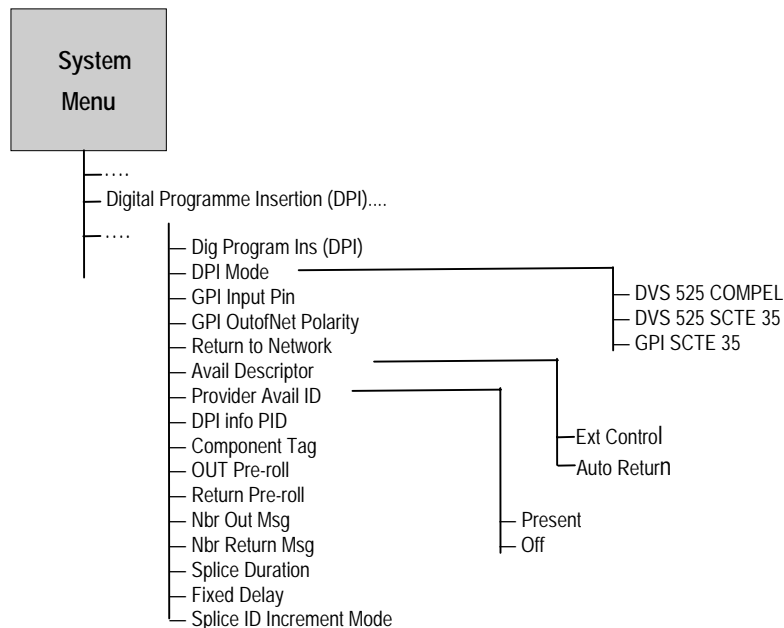 System
Menu
....
Digital Programme Insertion (DPI)....
....
Dig Program Ins (DPI)
DPI Mode
GPI Input Pin
GPI OutofNet Polarity
Return to Network
Avail Descriptor
Provider Avail ID
DPI info PID
Component Tag
OUT Pre-roll
Return Pre-roll
Nbr Out Msg
Nbr Return Msg
Splice Duration
Fixed Delay
Splice ID Increment Mode
DVS 525 COMPEL
DVS 525 SCTE 35
GPI SCTE 35
Ext Control
Auto Return
Present
Off